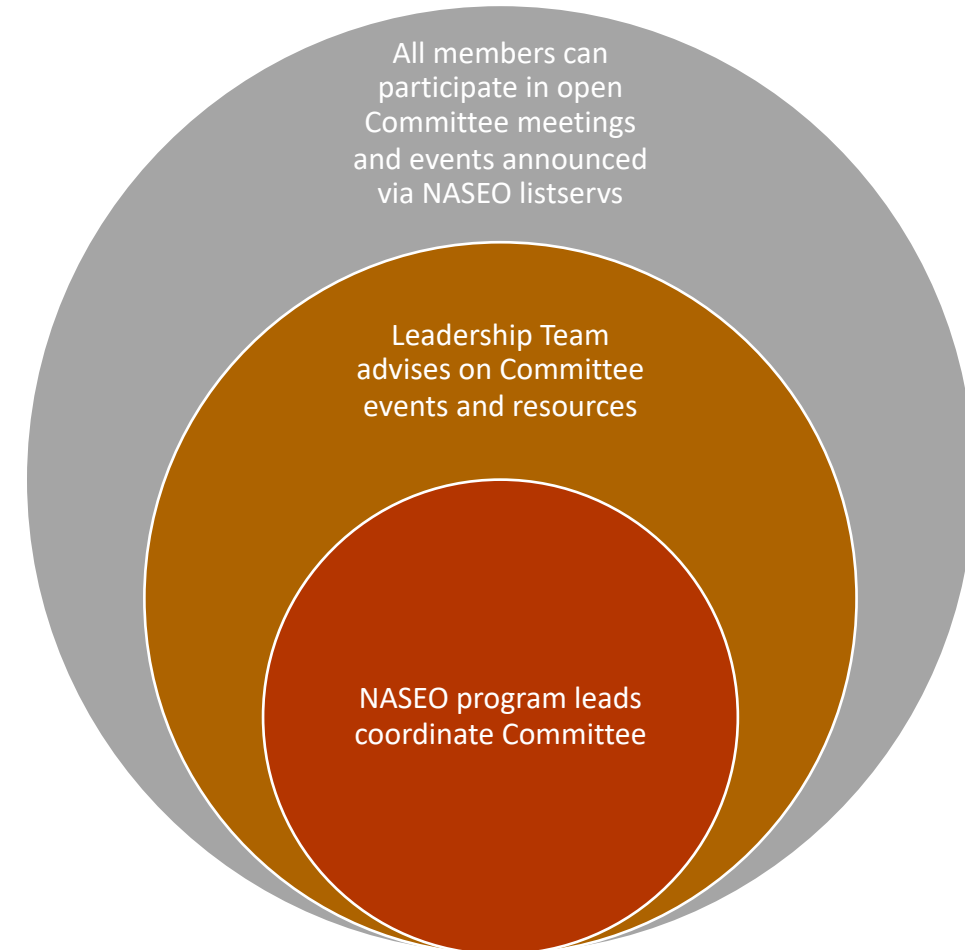 All members can
participate in open
Committee meetings
and events announced
via NASEO listservs
Leadership Team
advises on Committee
events and resources
NASEO program leads
coordinate Committee